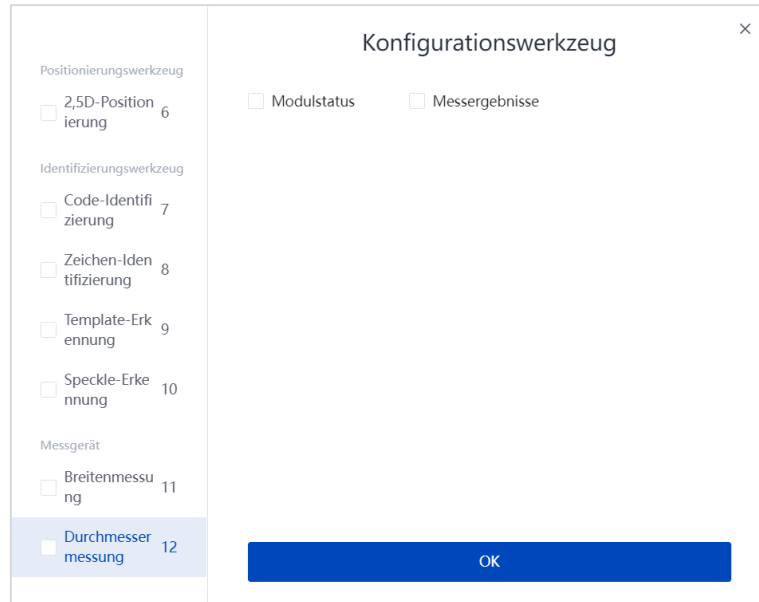 Konfigurationswerkzeug
Positionierungswerkzeug
2,5D-Position
ierung
6
Identifizierungswerkzeug
Code-Identifi
zierung
7
Zeichen-Iden
tifizierung
8
Template-Erk
ennung
9
Speckle-Erke
nnung
10
Messgerät
Breitenmessu
ng
11
Durchmesser
messung
12
Modulstatus
Messergebnisse
OK